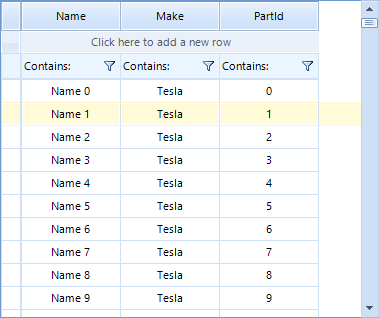 Name Make PartId
Click here to add a new row
Contains: Contains: Contains:
Name 0 Tesla 0
Name 1 Tesla 1
Name 2 Tesla 2
Name 3 Tesla 3
Name 4 Tesla 4
Name 5 Tesla 5
Name 6 Tesla 6
Name 7 Tesla 7
Name 8 Tesla 8
Name 9 Tesla 9